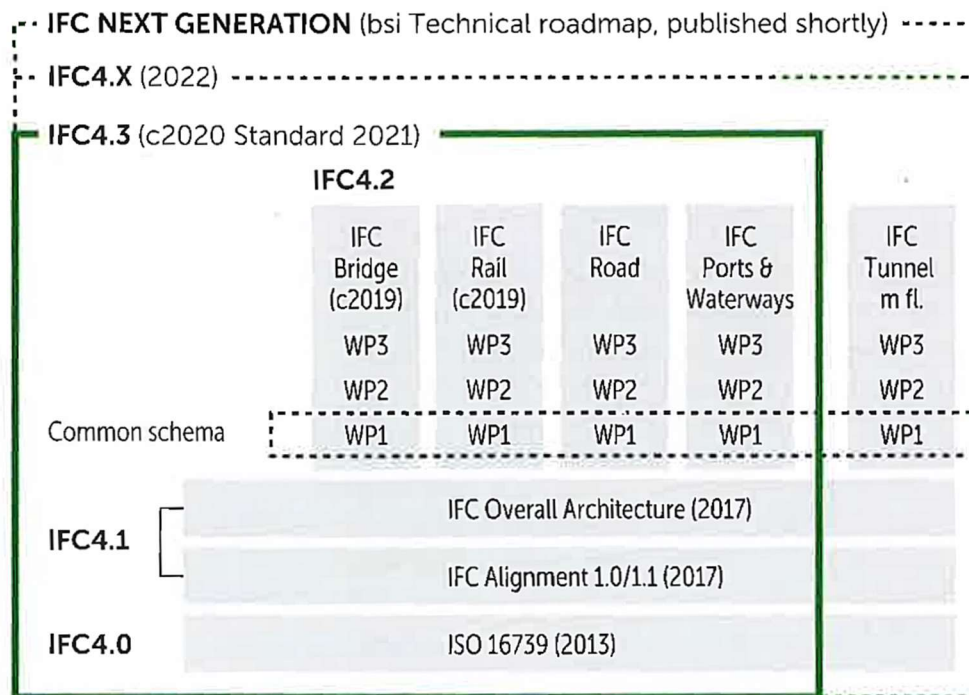 IFC NEXT GENERATION (bsi Technical roadmap, published shortly)
IFC4.X (2022)
IFC4.3 (c2020 Standard 2021)
IFC4.2
IFC
Bridge
(c2019)
WP3
WP2
WP1
IFC
Rail
(c2019)
WP3
WP2
WP1
IFC
Road
WP3
WP2
WP1
IFC
Ports &
Waterways
WP3
WP2
WP1
IFC
Tunnel
m fl.
WP3
WP2
WP1
Common schema
IFC4.1
IFC Overall Architecture (2017)
IFC Alignment 1.0/1.1 (2017)
IFC4.0
ISO 16739 (2013)